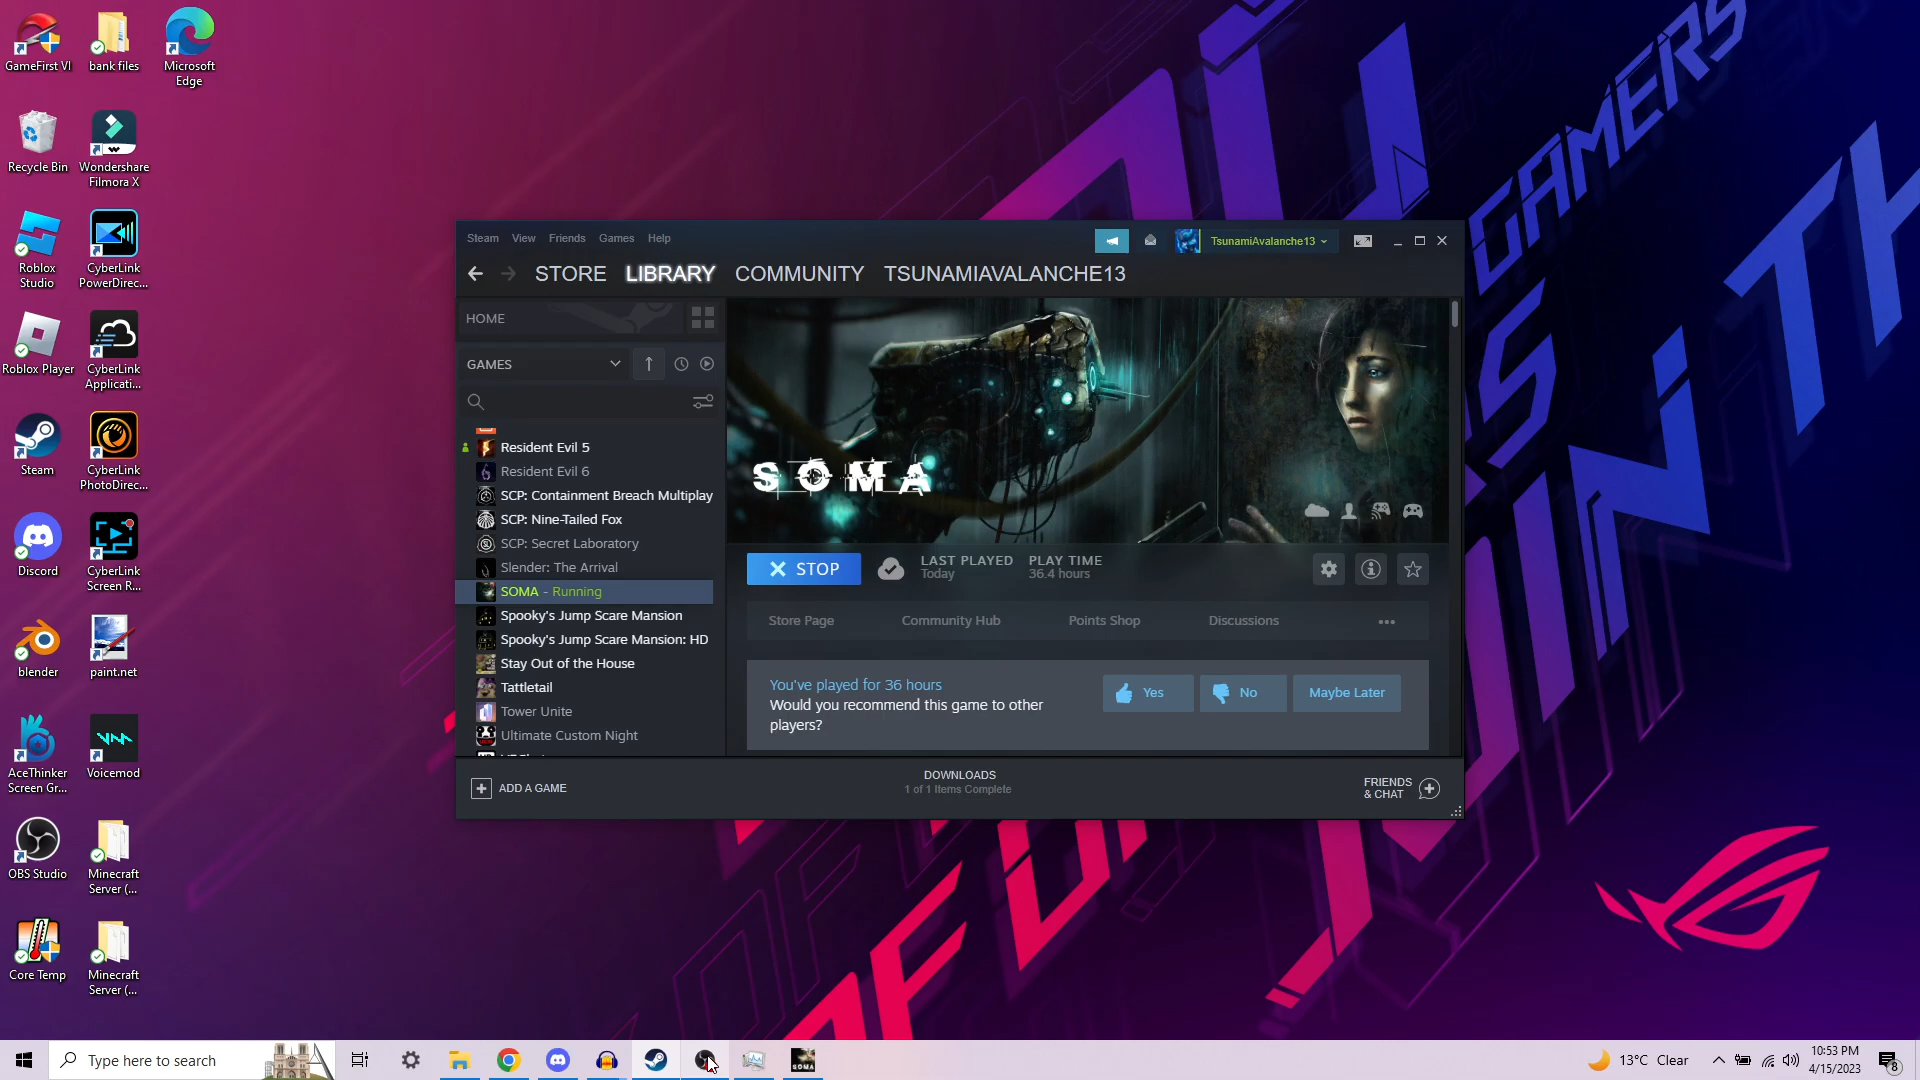 GameFirst VI
bank files
Microsoft
Edge
Recycle Bin
Wondershare
Filmora X
Roblox
Studio
CyberLink
PowerDirec...
Roblox Player
CyberLink
Applicati...
Steam
CyberLink
PhotoDirec...
Discord
CyberLink
Screen R...
blender
paint.net
AceThinker
Screen Gr...
Voicemod
OBS Studio
Minecraft
Server (...
Core Temp
Minecraft
Server (...
Steam View Friends Games Help
TsunamiAvalanche13
STORE LIBRARY COMMUNITY TSUNAMIAVALANCHE13
HOME
GAMES
Resident Evil 5
Resident Evil 6
SCP: Containment Breach Multiplay
SCP: Nine-Tailed Fox
SCP: Secret Laboratory
Slender: The Arrival
SOMA - Running
Spooky's Jump Scare Mansion
Spooky's Jump Scare Mansion: HD
Stay Out of the House
Tattletail
Tower Unite
Ultimate Custom Night
SOMA
STOP
LAST PLAYED
Today
PLAY TIME
36.4 hours
Store Page Community Hub Points Shop Discussions
You've played for 36 hours
Would you recommend this game to other
players?
Yes No Maybe Later
ADD A GAME
DOWNLOADS
1 of 1 Items Complete
FRIENDS
& CHAT
GAMERS
Type here to search
SOMA
13°C Clear
10:53 PM
4/15/2023
8